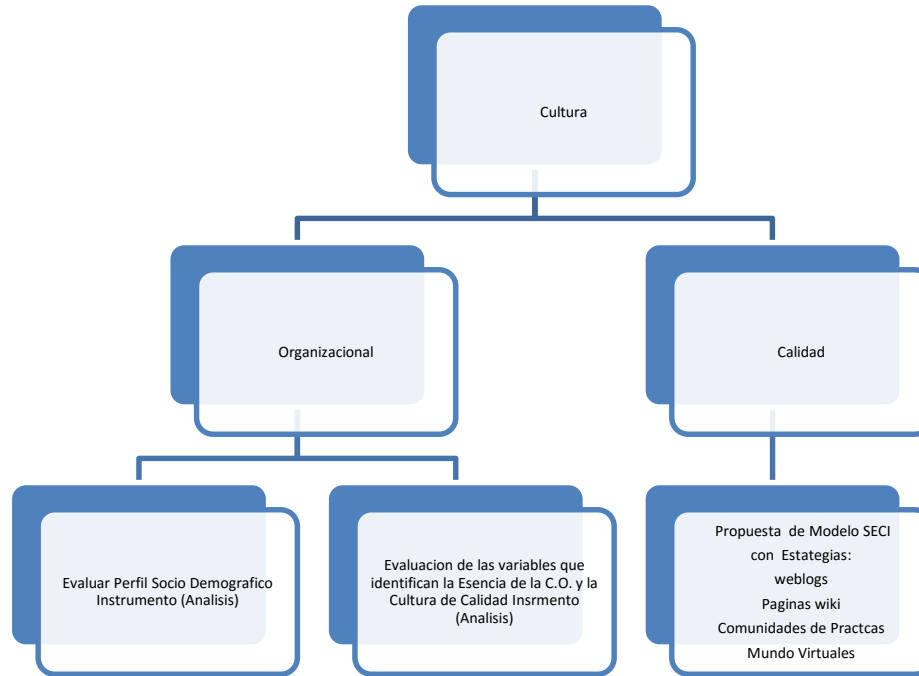 Cultura
Organizacional
Calidad
Evaluar Perfil Socio Demografico
Instrumento (Analisis)
Evaluacion de las variables que
identifican la Esencia de la C.O. y la
Cultura de Calidad Insrmento
(Analisis)
Propuesta de Modelo SECI
con Estategias:
weblogs
Paginas wiki
Comunidades de Practcas
Mundo Virtuales